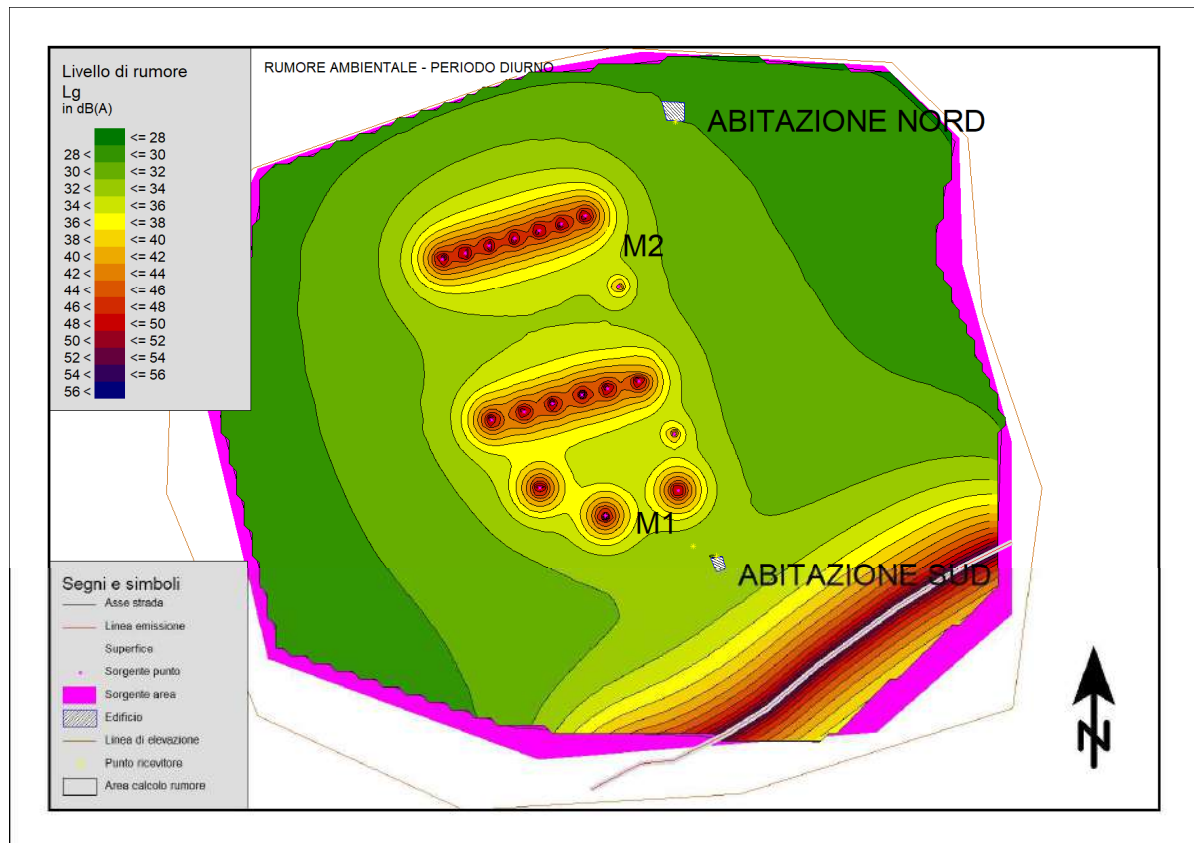 RUMORE AMBIENTALE - PERIODO DIURNO
Livello di rumore
Lg
in dB(A)
<= 28
28 < <= 30
30 < <= 32
32 < <= 34
34 < <= 36
36 < <= 38
38 < <= 40
40 < <= 42
42 < <= 44
44 < <= 46
46 < <= 48
48 < <= 50
50 < <= 52
52 < <= 54
54 < <= 56
56 <
ABITAZIONE NORD
M2
M1
ABITAZIONE SUD
Segni e simboli
Asse strada
Linea emissione
Superfice
Sorgente punto
Sorgente area
Edificio
Linea di elevazione
Punto ricevitore
Area calcolo rumore
N